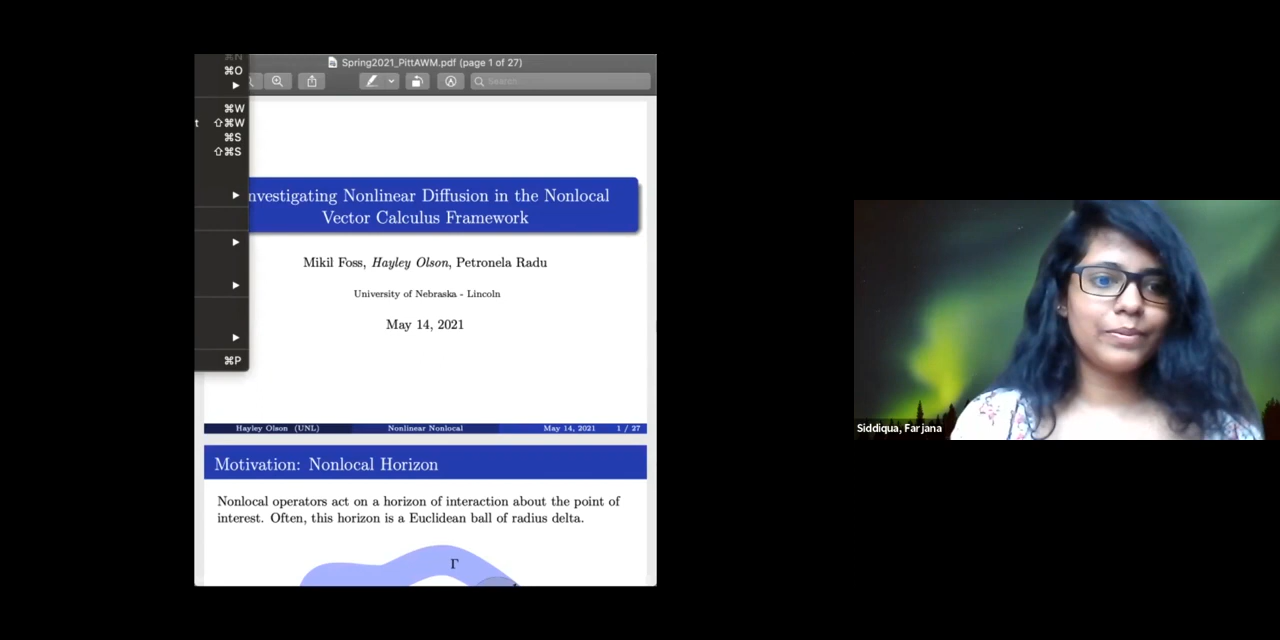 Spring2021_PittAWM.pdf (page 1 of 27)
⌘N
⌘O
Search
⌘W
t ⇧⌘W
⌘S
⇧⌘S
nvestigating Nonlinear Diffusion in the Nonlocal
Vector Calculus Framework
Mikil Foss, Hayley Olson, Petronela Radu
University of Nebraska - Lincoln
May 14, 2021
⌘P
Hayley Olson (UNL) Nonlinear Nonlocal May 14, 2021 1 / 27
Motivation: Nonlocal Horizon
Nonlocal operators act on a horizon of interaction about the point of
interest. Often, this horizon is a Euclidean ball of radius delta.
Γ
Siddiqua, Farjana